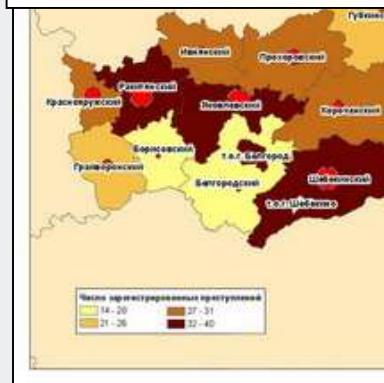 Губкинс
Ивнянский
Прохоровский
Ракитянский
Краснояружский
Яковлевский
Корочанский
Борисовский
т.о.г. Белгород
Грайворонский
Белгородский
Шебекинский
т.о.г. Шебекино
Число зарегистрированных преступлений
14 - 20
27 - 31
21 - 26
32 - 40